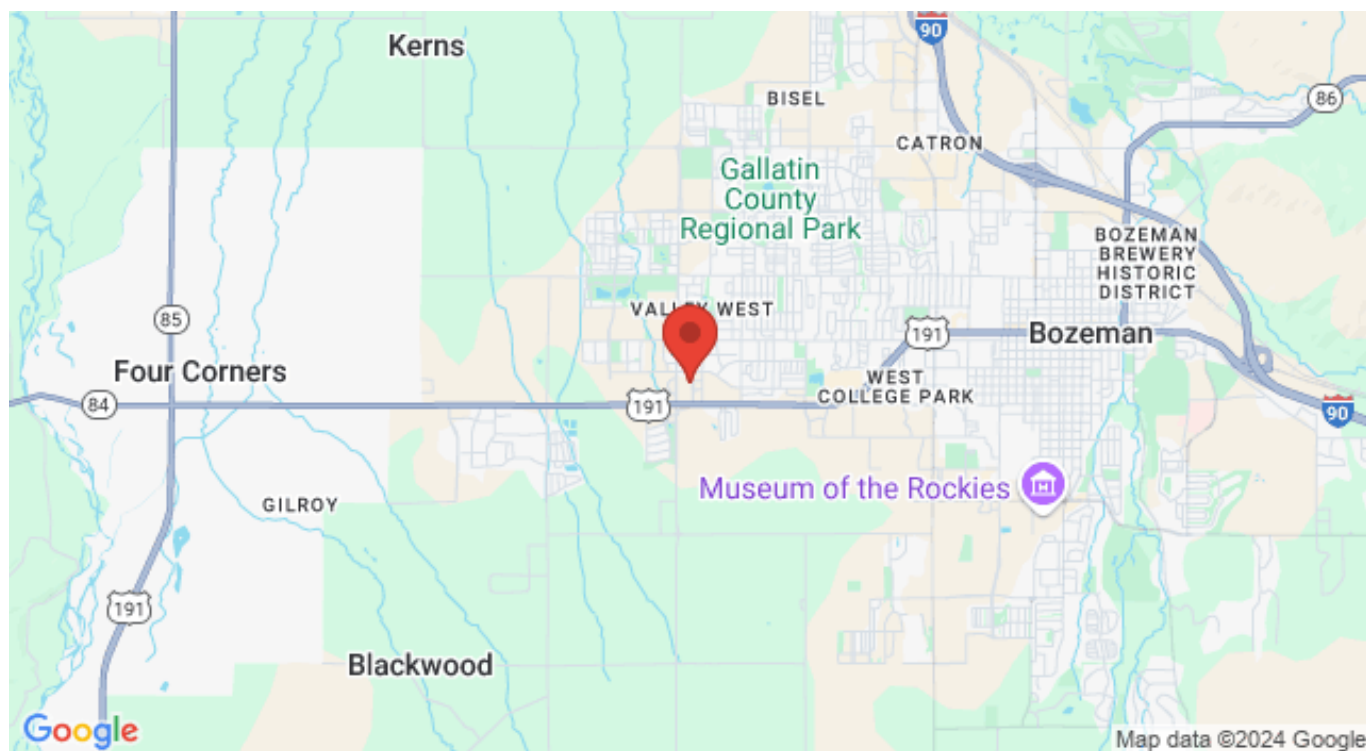 Kerns
90
BISEL
86
CATRON
Gallatin
County
Regional Park
BOZEMAN
BREWERY
HISTORIC
DISTRICT
VALLEY WEST
85
191
Bozeman
Four Corners
WEST
COLLEGE PARK
84
191
90
Museum of the Rockies
GILROY
191
Blackwood
Google
Map data ©2024 Google